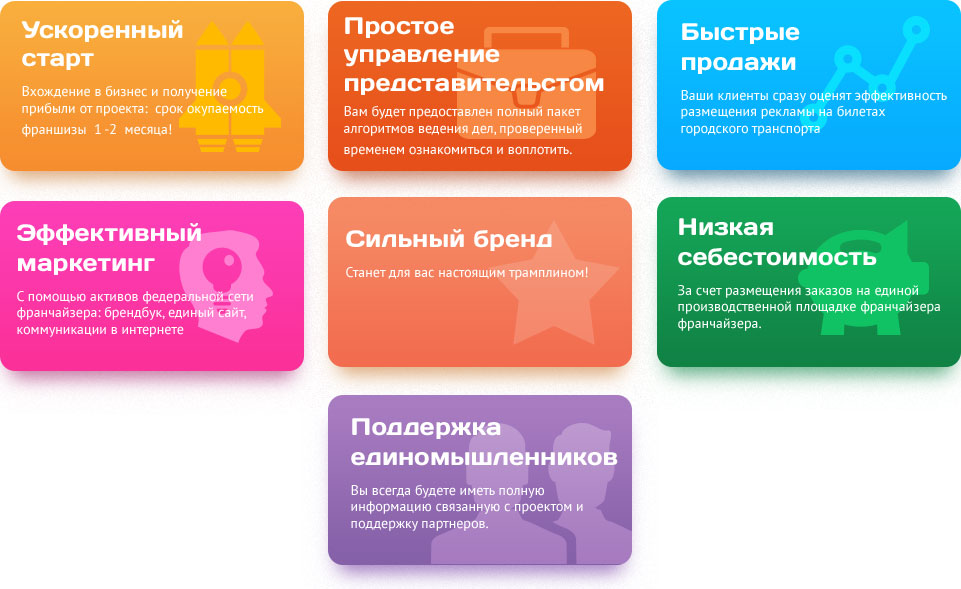 Ускоренный
старт
Вхождение в бизнес и получение
прибыли от проекта: срок окупаемость
франшизы 1 -2 месяца!
Простое
управление
представительстом
Вам будет предоставлен полный пакет
алгоритмов ведения дел, проверенный
временем ознакомиться и воплотить.
Быстрые
продажи
Ваши клиенты сразу оценят эффективность
размещения рекламы на билетах
городского транспорта
Эффективный
маркетинг
С помощью активов федеральной сети
франчайзера: брендбук, единый сайт,
коммуникации в интернете
Сильный бренд
Станет для вас настоящим трамплином!
Низкая
себестоимость
За счет размещения заказов на единой
производственной площадке франчайзера
франчайзера.
Поддержка
единомышленников
Вы всегда будете иметь полную
информацию связанную с проектом и
поддержку партнеров.